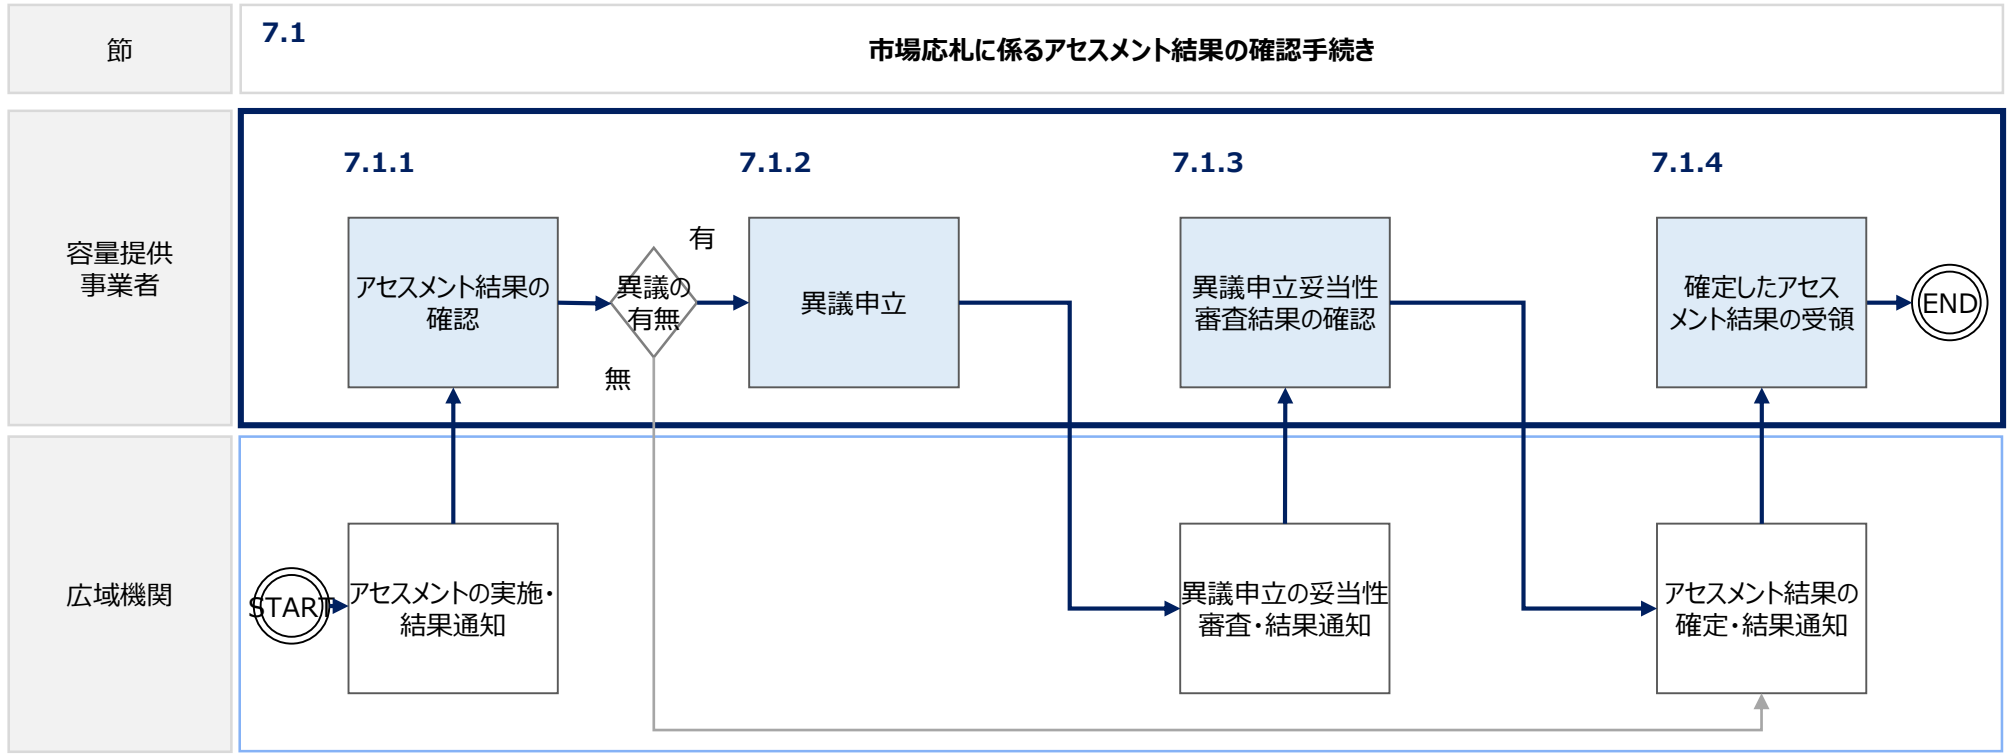 節
7.1
市場応札に係るアセスメント結果の確認手続き
容量提供
事業者
7.1.1
7.1.2
7.1.3
7.1.4
アセスメント結果の
確認
異議の
有無
有
無
異議申立
異議申立妥当性
審査結果の確認
確定したアセス
メント結果の受領
END
広域機関
START
アセスメントの実施・
結果通知
異議申立の妥当性
審査・結果通知
アセスメント結果の
確定・結果通知